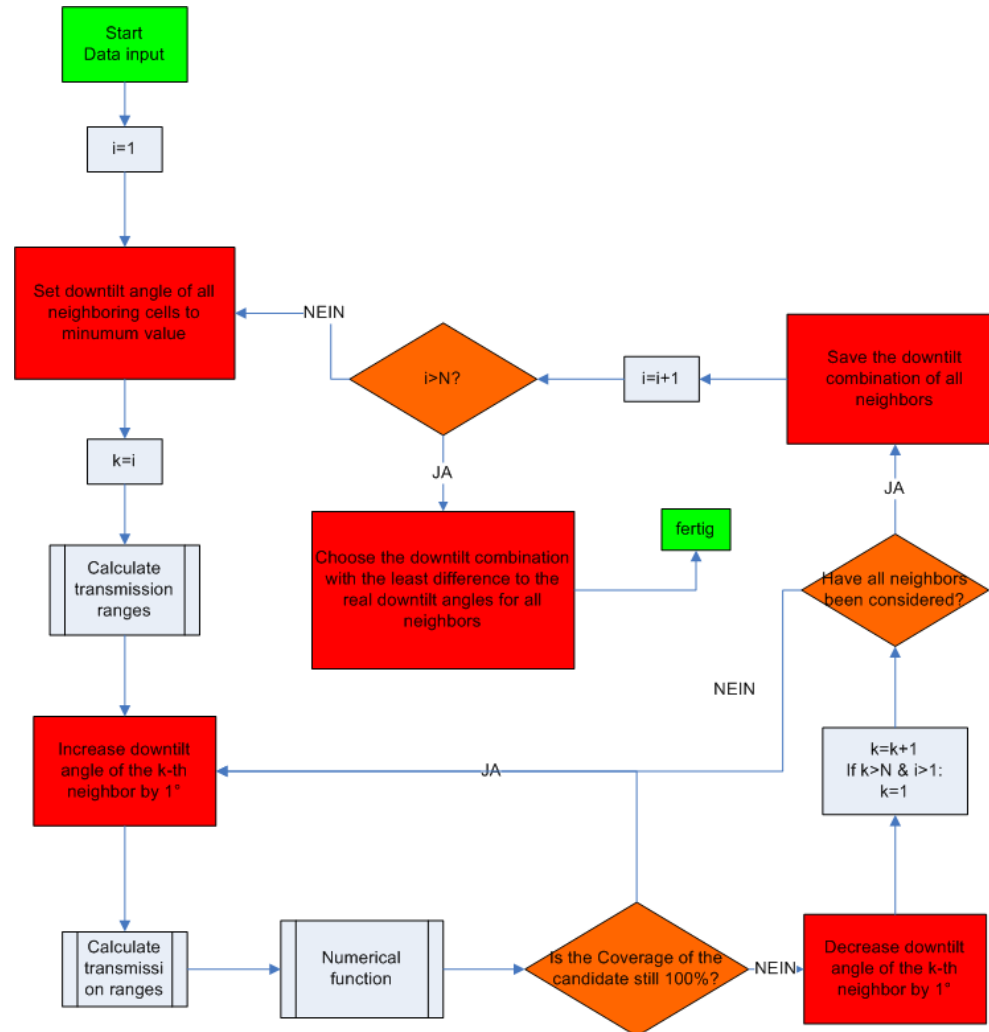 Start
Data input
i=1
Set downtilt angle of all
neighboring cells to
minumum value
NEIN
i>N?
i=i+1
Save the downtilt
combination of all
neighbors
k=i
JA
JA
Choose the downtilt combination
with the least difference to the
real downtilt angles for all
neighbors
fertig
Calculate
transmission
ranges
Have all neighbors
been considered?
NEIN
Increase downtilt
angle of the k-th
neighbor by 1°
JA
k=k+1
If k>N & i>1:
k=1
Calculate
transmissi
on ranges
Numerical
function
Is the Coverage of the
candidate still 100%?
NEIN
Decrease downtilt
angle of the k-th
neighbor by 1°